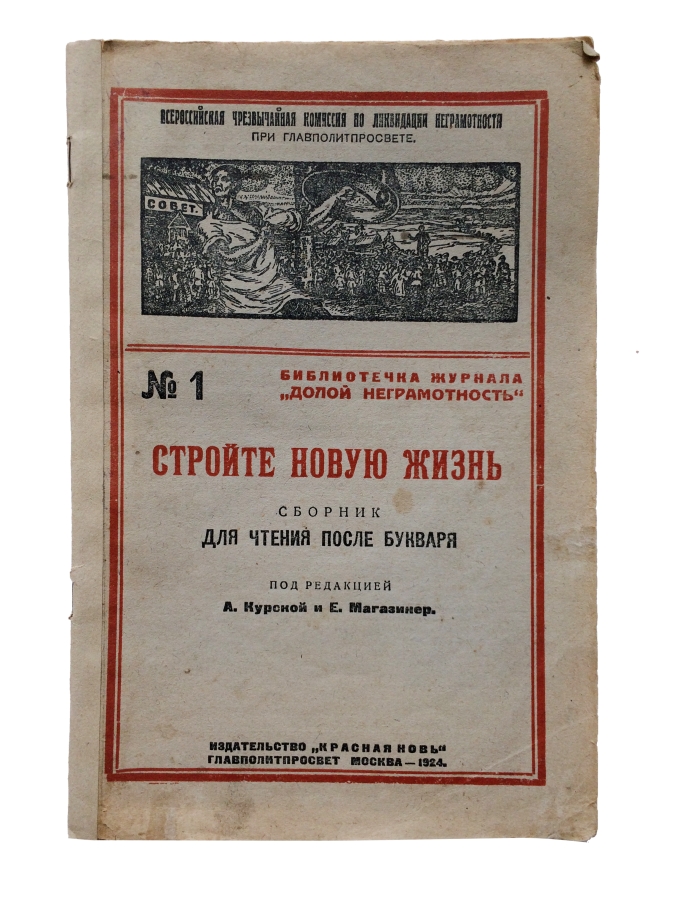 ВСЕРОССИЙСКАЯ ЧРЕЗВЫЧАЙНАЯ КОМИССИЯ ПО ЛИКВИДАЦИИ НЕГРАМОТНОСТИ
ПРИ ГЛАВПОЛИТПРОСВЕТЕ.
СОВЕТ.
№ 1
БИБЛИОТЕЧКА ЖУРНАЛА
„ДОЛОЙ НЕГРАМОТНОСТЬ“
СТРОЙТЕ НОВУЮ ЖИЗНЬ
СБОРНИК
ДЛЯ ЧТЕНИЯ ПОСЛЕ БУКВАРЯ
ПОД РЕДАКЦИЕЙ
А. Курской и Е. Магазинер.
ИЗДАТЕЛЬСТВО „КРАСНАЯ НОВЬ“
ГЛАВПОЛИТПРОСВЕТ МОСКВА — 1924.